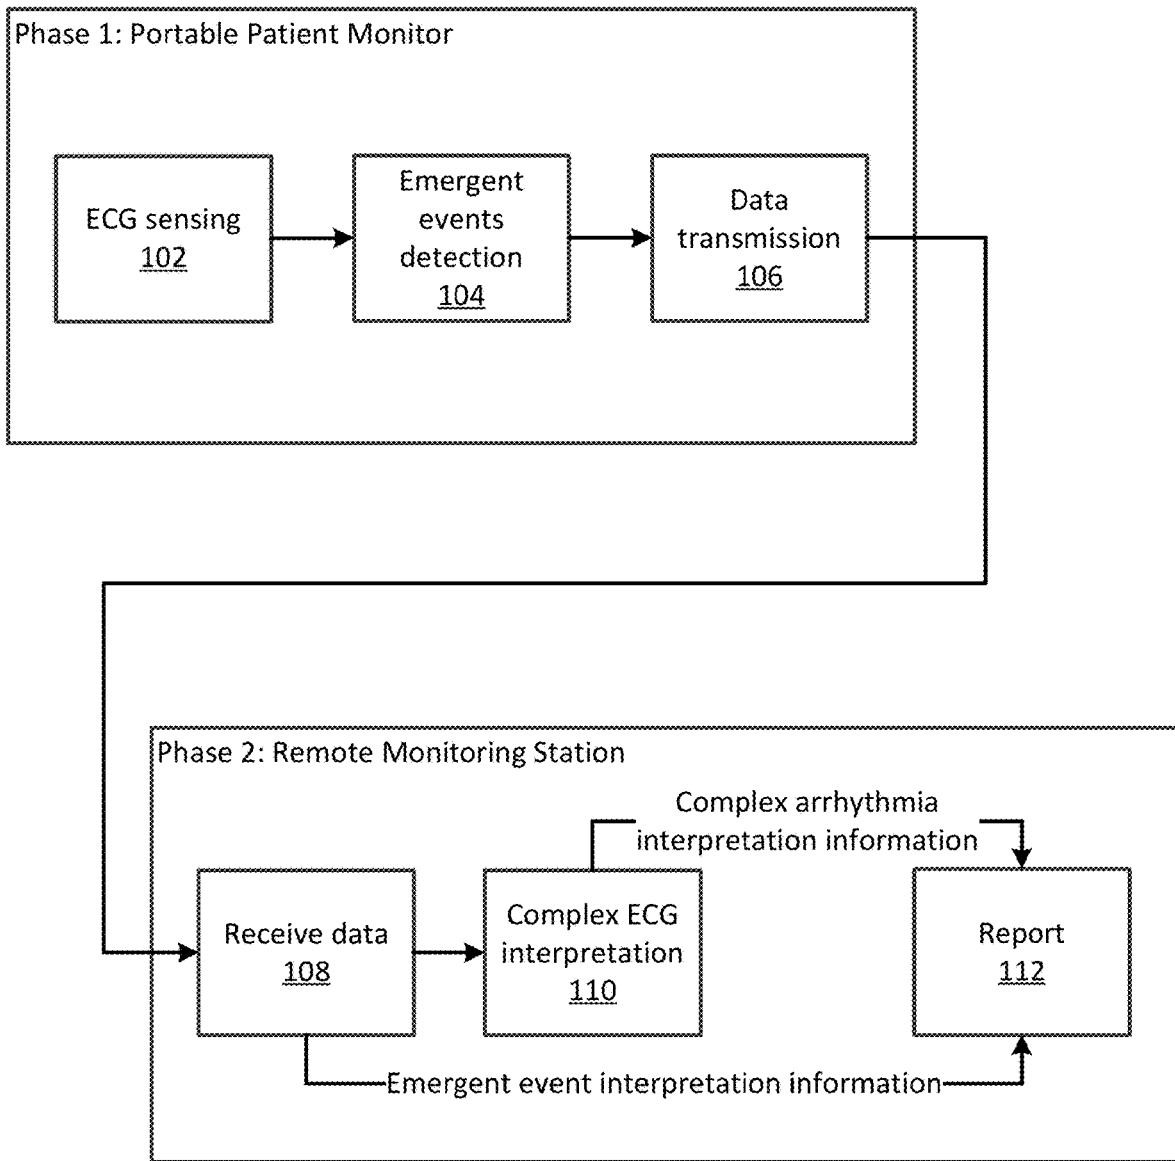 Phase 1: Portable Patient Monitor
ECG sensing
102
Emergent
events
detection
104
Data
transmission
106
Phase 2: Remote Monitoring Station
Complex arrhythmia
interpretation information
Receive data
108
Complex ECG
interpretation
110
Report
112
Emergent event interpretation information